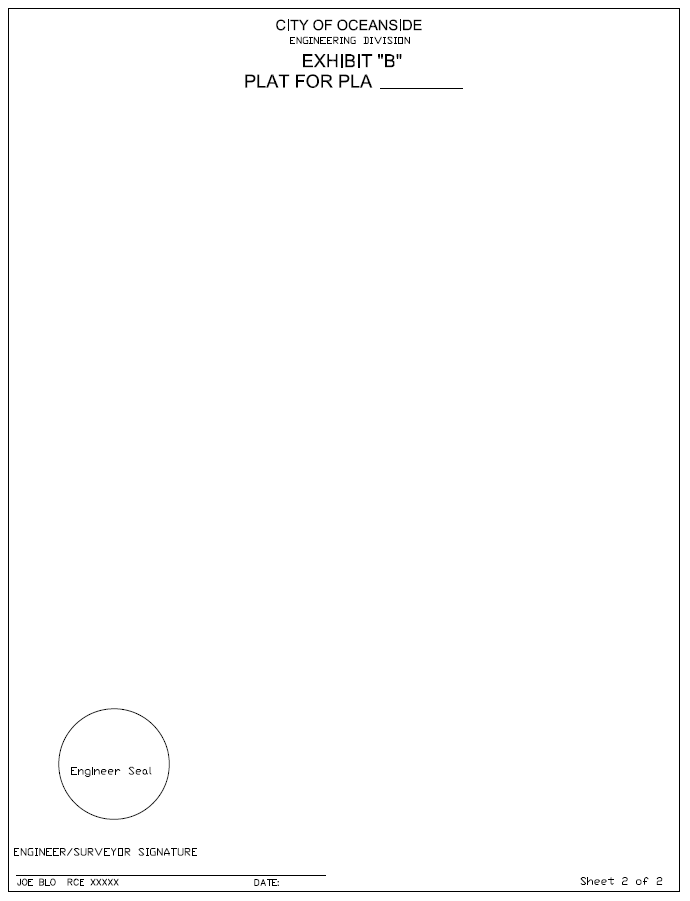 CITY OF OCEANSIDE
ENGINEERING DIVISION
EXHIBIT "B"
PLAT FOR PLA ________
Engineer Seal
ENGINEER/SURVEYOR SIGNATURE
JOE BLO RCE XXXXX DATE:
Sheet 2 of 2